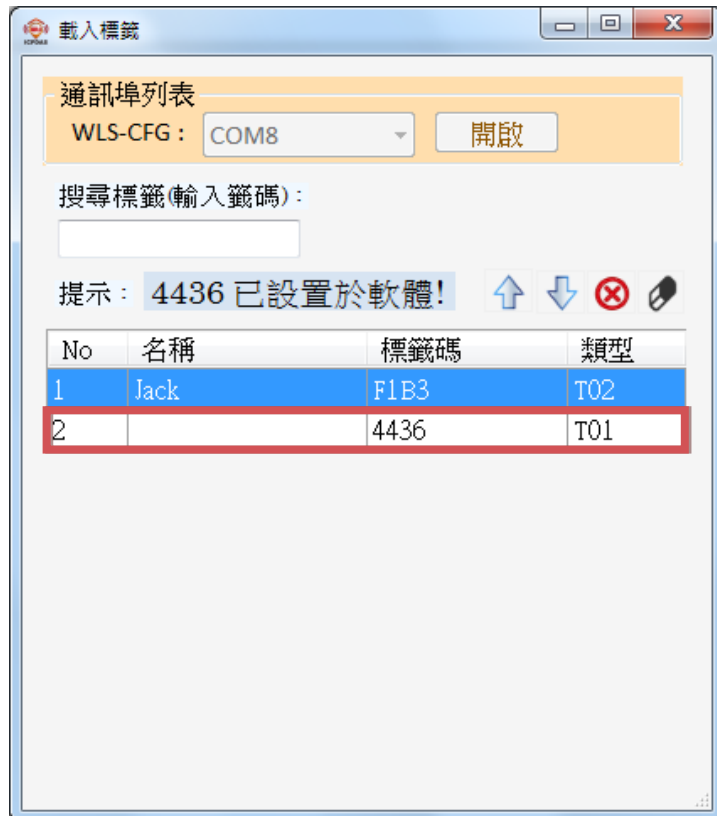 載入標籤
通訊埠列表
WLS-CFG : COM8 開啟
搜尋標籤(輸入籤碼) :
提示 : 4436 已設置於軟體!
No 名稱 標籤碼 類型
1 Jack F1B3 T02
2 4436 T01